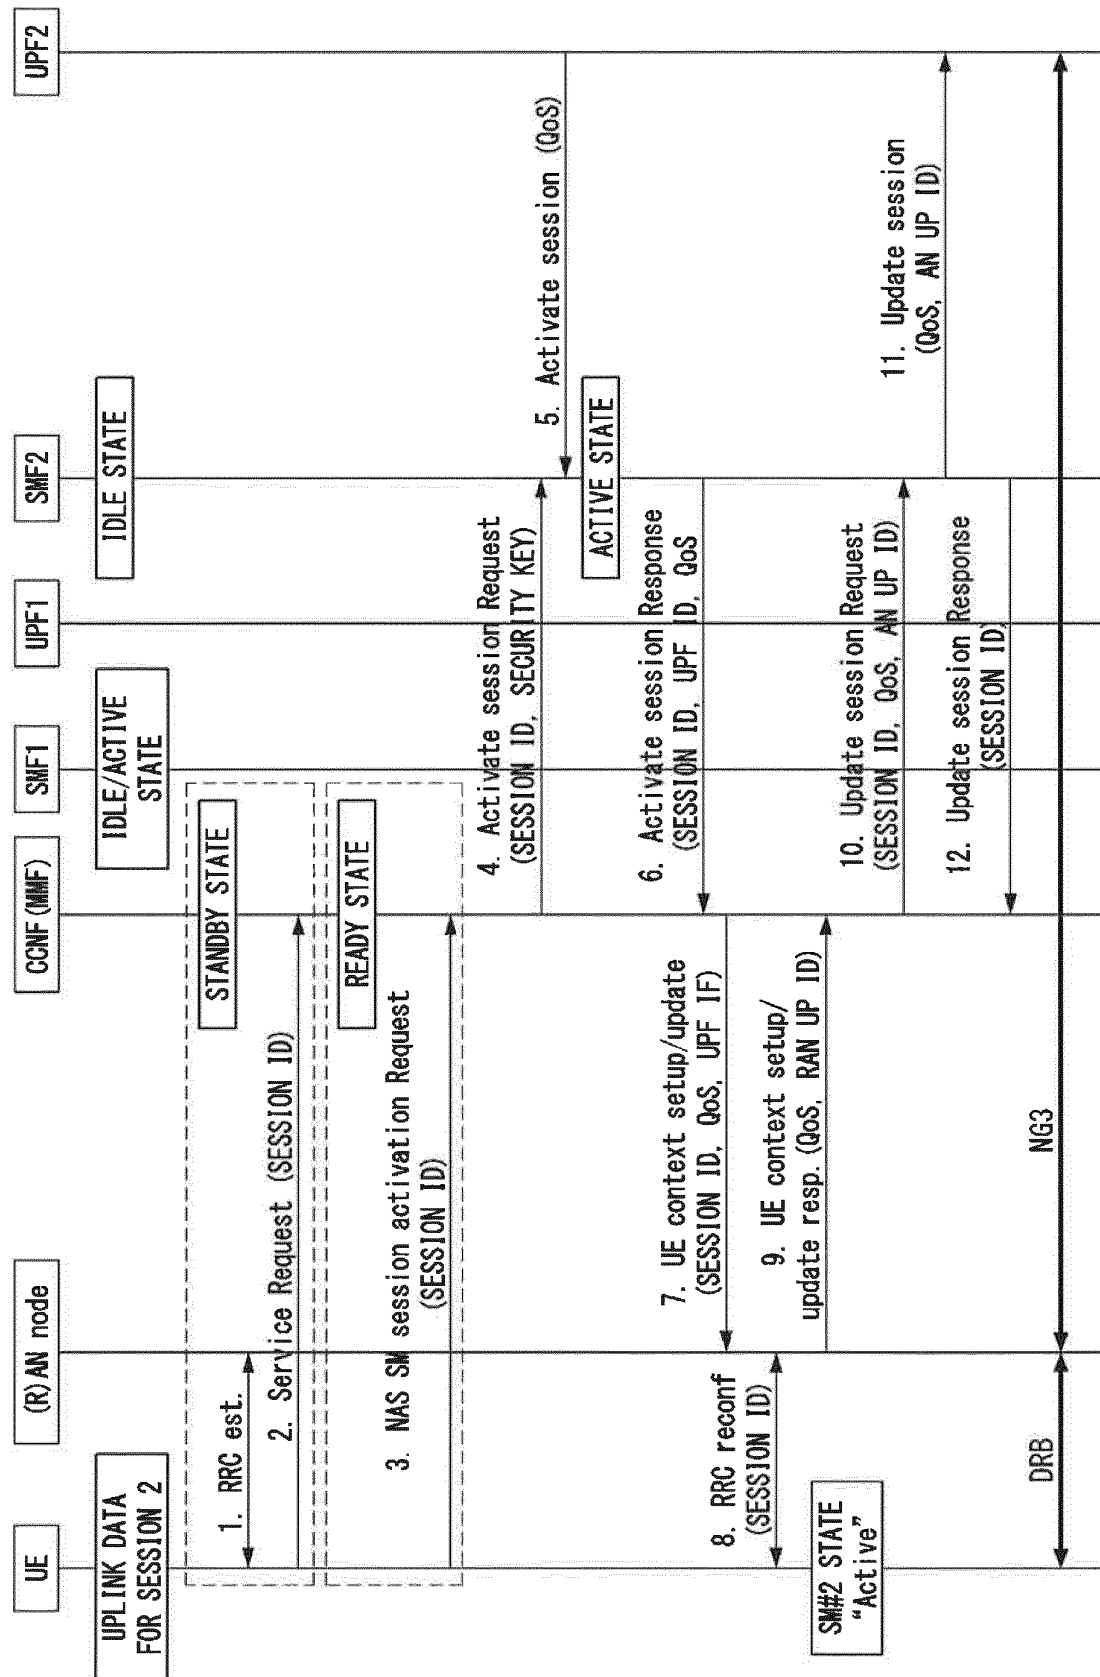 UE
(R)AN node
CCNF(MMF)
SMF1
UPF1
SMF2
UPF2
UPLINK DATA
FOR SESSION 2
IDLE/ACTIVE
STATE
IDLE STATE
STANDBY STATE
1. RRC est.
2. Service Request (SESSION ID)
READY STATE
3. NAS SM session activation Request
(SESSION ID)
4. Activate session Request
(SESSION ID, SECURITY KEY)
5. Activate session (QoS)
ACTIVE STATE
6. Activate session Response
(SESSION ID, UPF ID, QoS
7. UE context setup/update
(SESSION ID, QoS, UPF IF)
8. RRC reconf
(SESSION ID)
9. UE context setup/
update resp. (QoS, RAN UP ID)
SM#2 STATE
“Active”
10. Update session Request
(SESSION ID, QoS, AN UP ID)
11. Update session
(QoS, AN UP ID)
12. Update session Response
(SESSION ID)
DRB
NG3